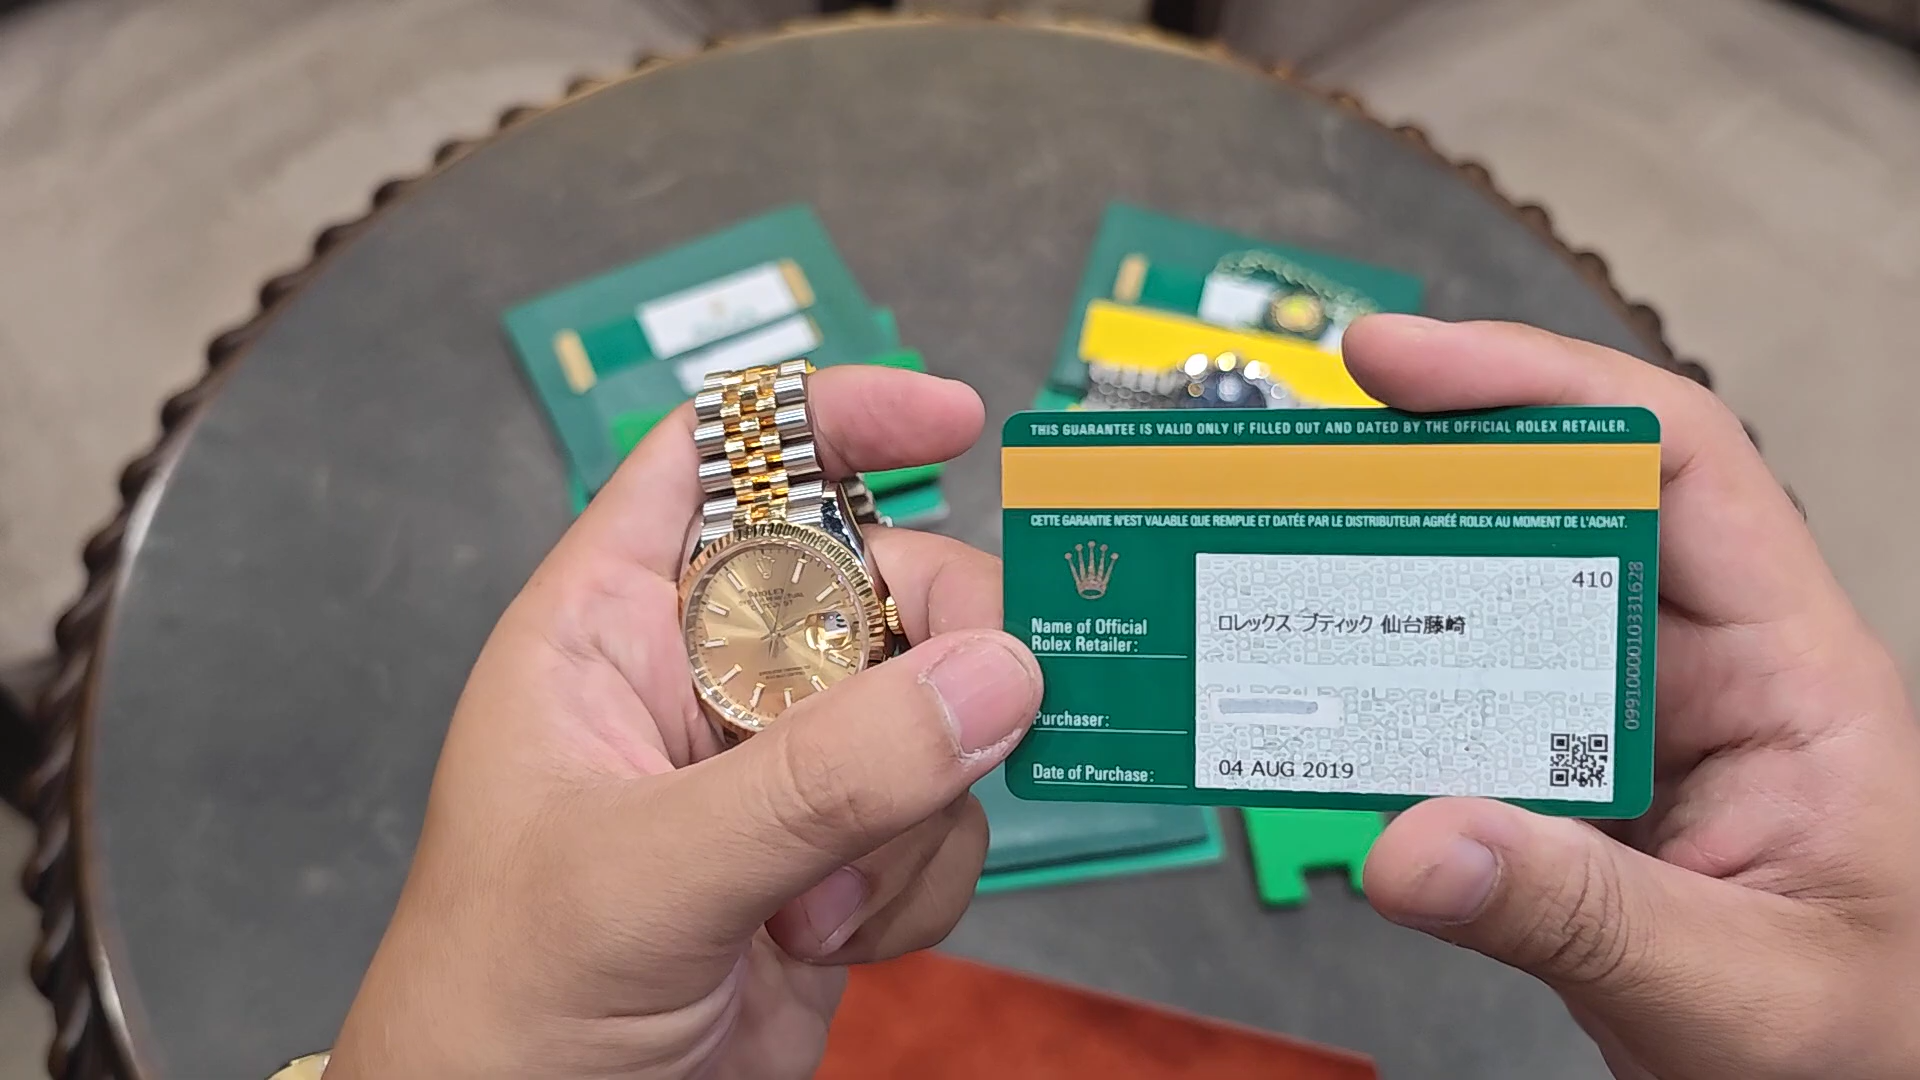 THIS GUARANTEE IS VALID ONLY IF FILLED OUT AND DATED BY THE OFFICIAL ROLEX RETAILER.
CETTE GARANTIE N'EST VALABLE QUE REMPLIE ET DATÉE PAR LE DISTRIBUTEUR AGRÉÉ ROLEX AU MOMENT DE L'ACHAT.
410
Name of Official
Rolex Retailer:
ロレックス ブティック 仙台藤崎
Purchaser:
Date of Purchase:
04 AUG 2019
099100010331628